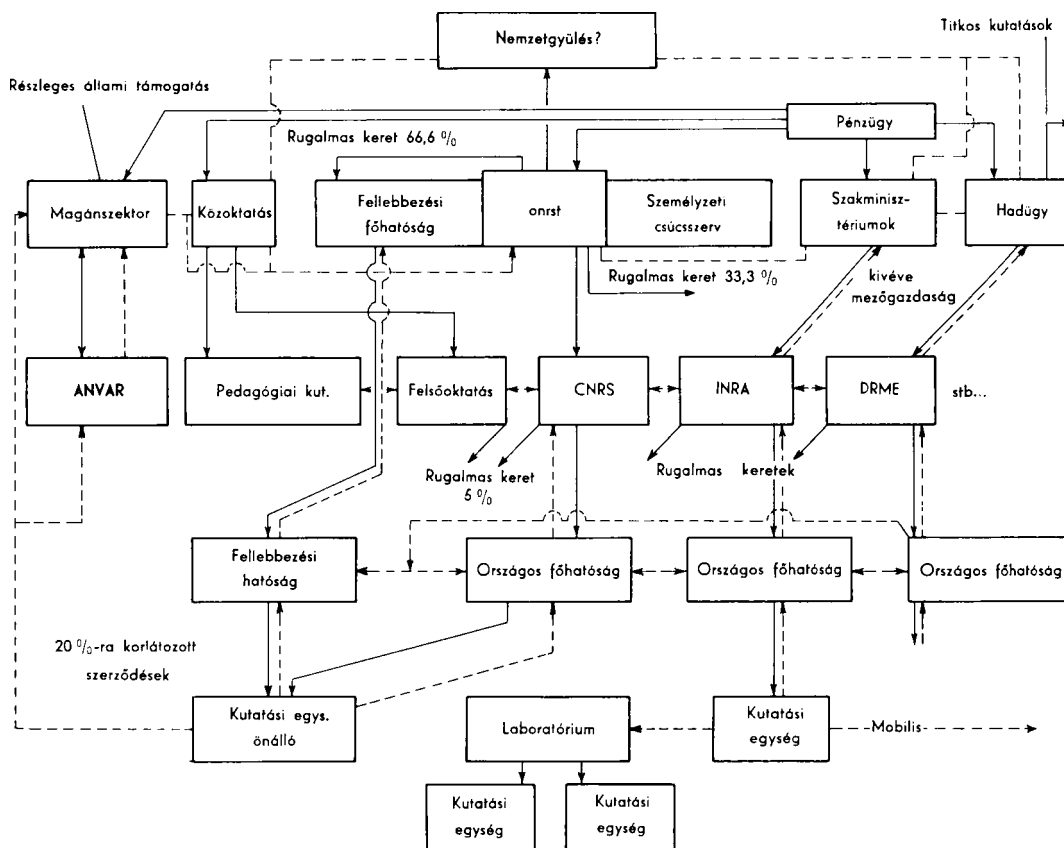 Nemzetgyülés?
Titkos kutatások
Részleges állami támogatás
Pénzügy
Rugalmas keret 66,6 %
Magánszektor
Közoktatás
Fellebbezési
főhatóság
onrst
Személyzeti
csúcsszerv
Szakminisz-
tériumok
Hadügy
Rugalmas keret 33,3 %
kivéve
mezőgazdaság
ANVAR
Pedagógiai kut.
Felsőoktatás
CNRS
INRA
DRME
stb...
Rugalmas keret
5 %
Rugalmas keretek
Fellebbezési
hatóság
Országos főhatóság
Országos főhatóság
Országos főhatóság
20 %-ra korlátozott
szerződések
Kutatási egys.
önálló
Laboratórium
Kutatási
egység
Mobilis
Kutatási
egység
Kutatási
egység